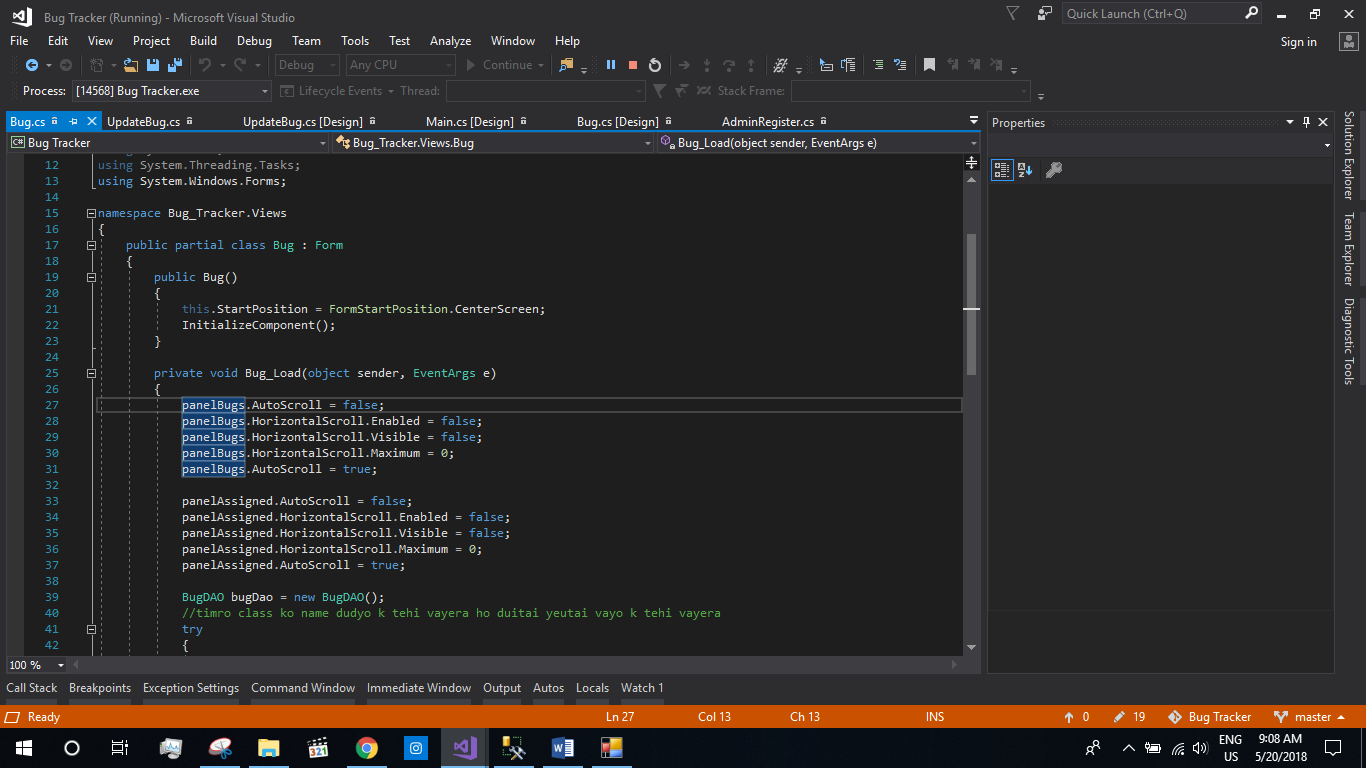 Bug Tracker (Running) - Microsoft Visual Studio
Quick Launch (Ctrl+Q)
File Edit View Project Build Debug Team Tools Test Analyze Window Help
Sign in
Debug Any CPU Continue
Process: [14568] Bug Tracker.exe Lifecycle Events Thread: Stack Frame:
Bug.cs UpdateBug.cs UpdateBug.cs [Design] Main.cs [Design] Bug.cs [Design] AdminRegister.cs
Properties
C# Bug Tracker Bug_Tracker.Views.Bug Bug_Load(object sender, EventArgs e)
12 using System.Threading.Tasks;
13 using System.Windows.Forms;
14
15 namespace Bug_Tracker.Views
16 {
17 public partial class Bug : Form
18 {
19 public Bug()
20 {
21 this.StartPosition = FormStartPosition.CenterScreen;
22 InitializeComponent();
23 }
24
25 private void Bug_Load(object sender, EventArgs e)
26 {
27 panelBugs.AutoScroll = false;
28 panelBugs.HorizontalScroll.Enabled = false;
29 panelBugs.HorizontalScroll.Visible = false;
30 panelBugs.HorizontalScroll.Maximum = 0;
31 panelBugs.AutoScroll = true;
32
33 panelAssigned.AutoScroll = false;
34 panelAssigned.HorizontalScroll.Enabled = false;
35 panelAssigned.HorizontalScroll.Visible = false;
36 panelAssigned.HorizontalScroll.Maximum = 0;
37 panelAssigned.AutoScroll = true;
38
39 BugDAO bugDao = new BugDAO();
40 //timro class ko name dudyo k tehi vayera ho duitai yeutai vayo k tehi vayera
41 try
42 {
100 %
Solution Explorer
Team Explorer
Diagnostic Tools
Call Stack Breakpoints Exception Settings Command Window Immediate Window Output Autos Locals Watch 1
Ready Ln 27 Col 13 Ch 13 INS 0 19 Bug Tracker master
321
ENG
US
9:08 AM
5/20/2018